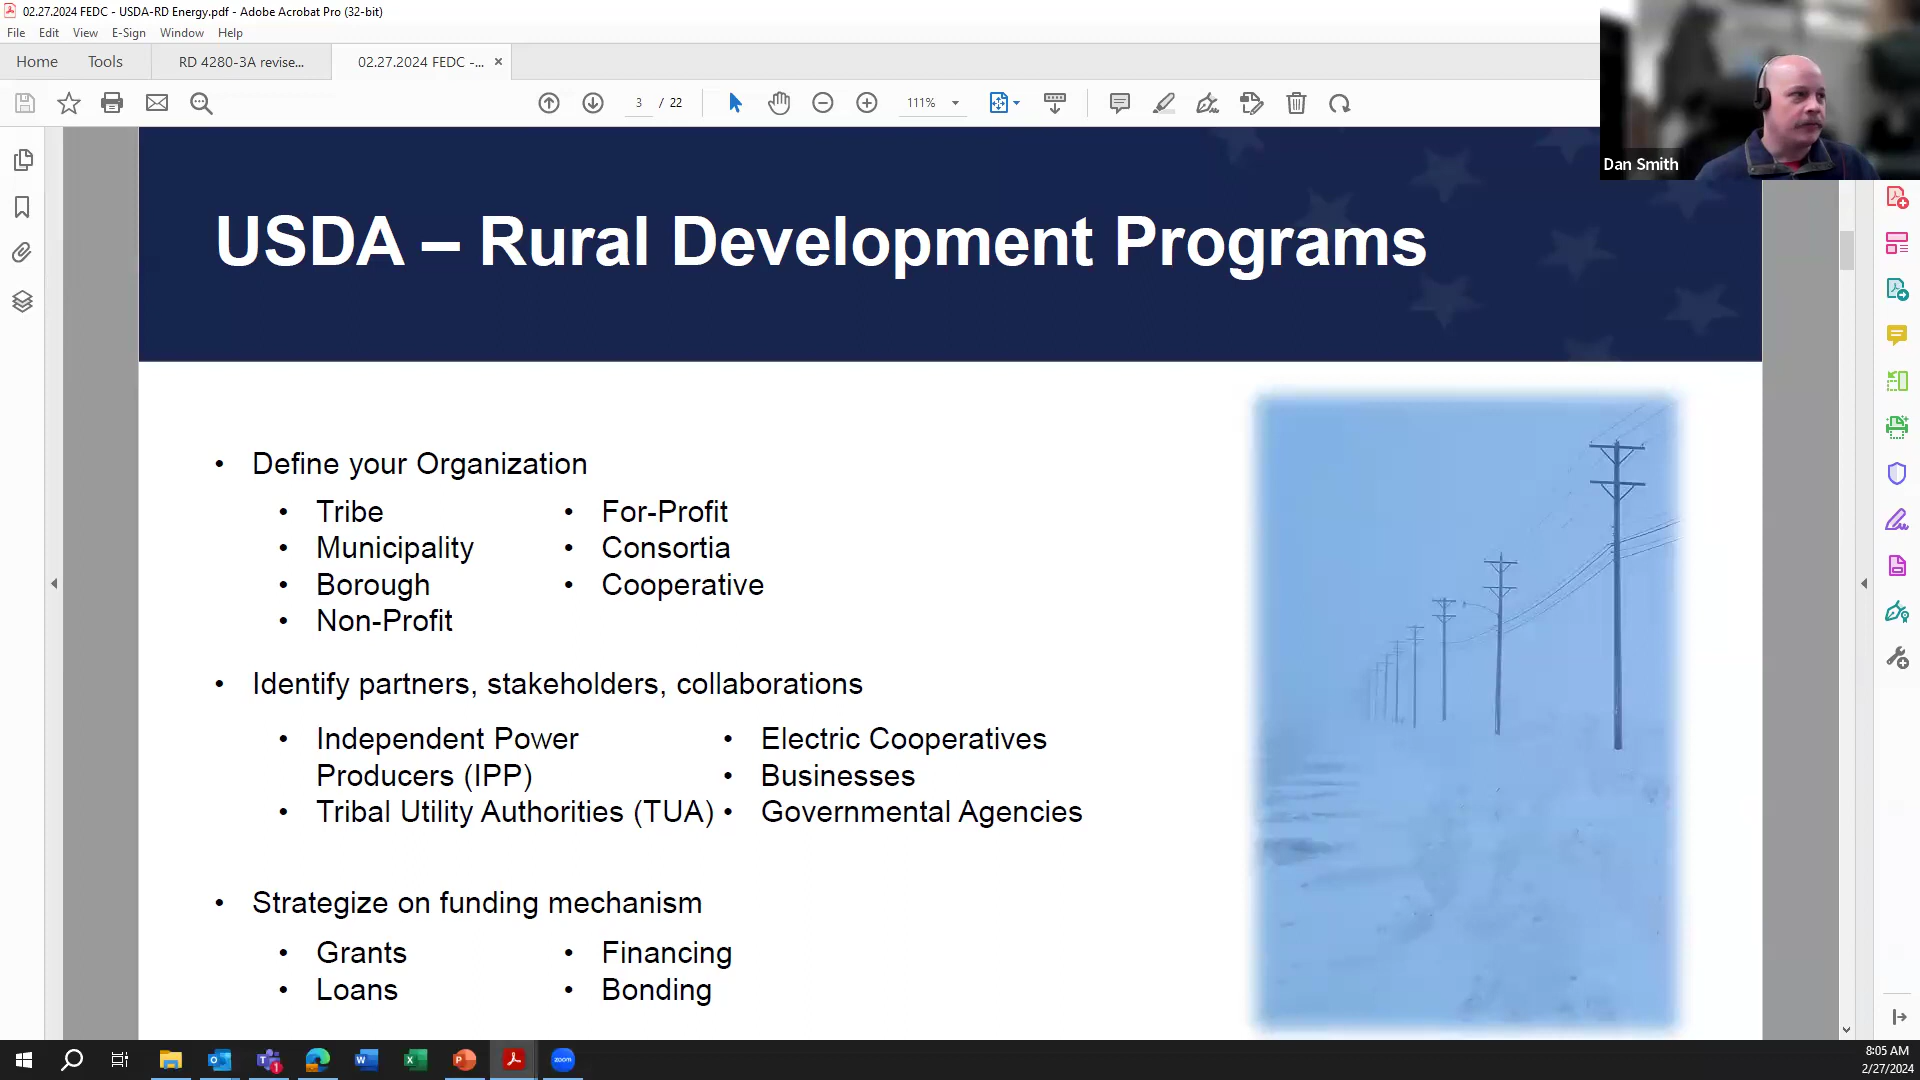 02.27.2024 FEDC - USDA-RD Energy.pdf - Adobe Acrobat Pro (32-bit)
File Edit View E-Sign Window Help
Home Tools RD 4280-3A revise... 02.27.2024 FEDC -... ×
3 / 22 111%
Dan Smith
USDA – Rural Development Programs
• Define your Organization
• Tribe • For-Profit
• Municipality • Consortia
• Borough • Cooperative
• Non-Profit
• Identify partners, stakeholders, collaborations
• Independent Power • Electric Cooperatives
Producers (IPP) • Businesses
• Tribal Utility Authorities (TUA) • Governmental Agencies
• Strategize on funding mechanism
• Grants • Financing
• Loans • Bonding
zoom
8:05 AM
2/27/2024